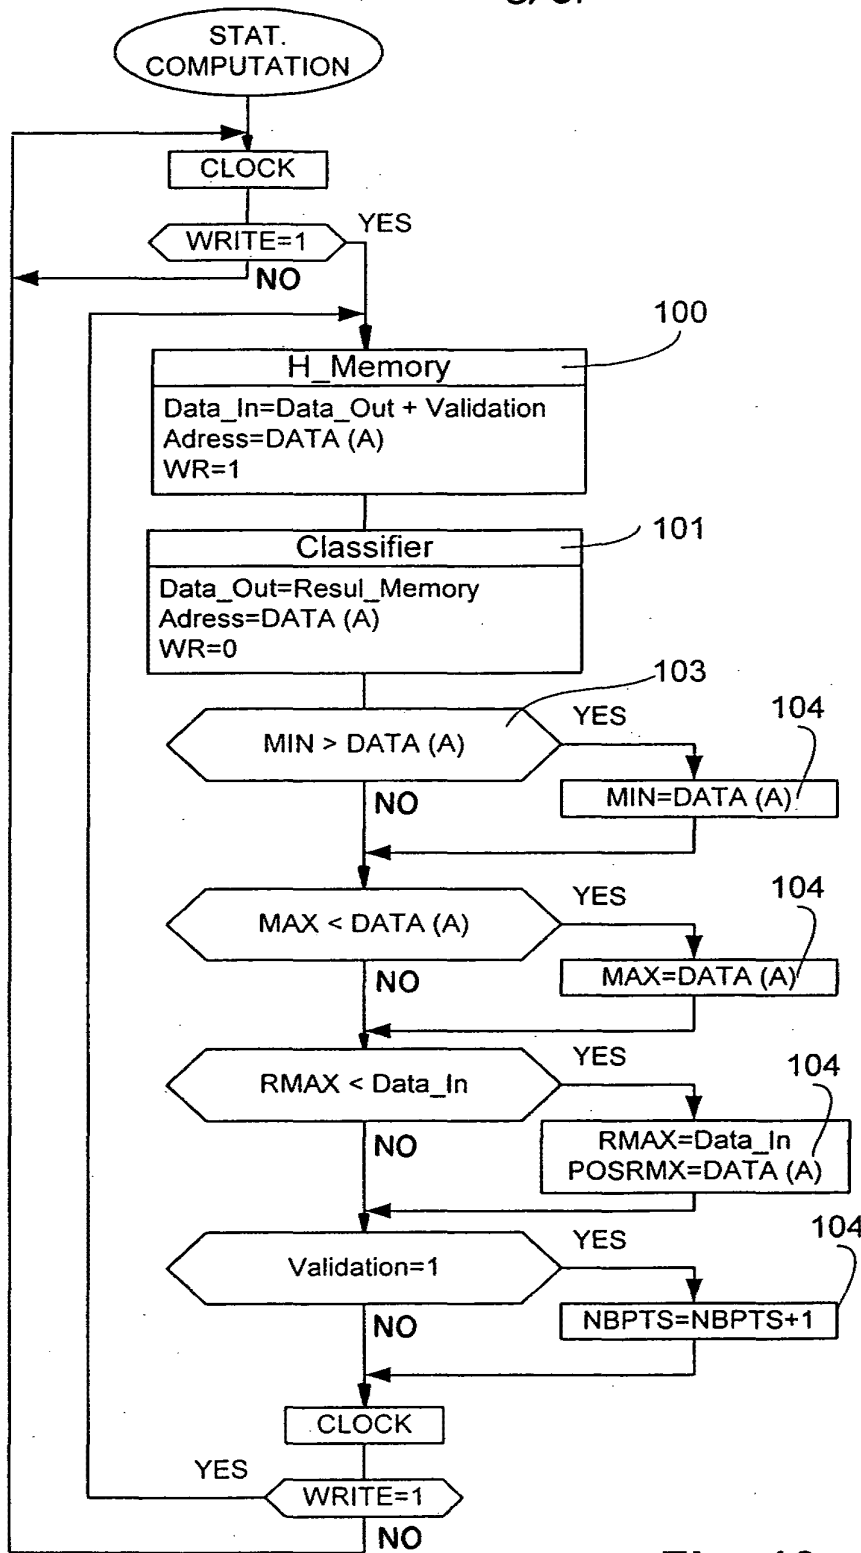 STAT.
COMPUTATION
CLOCK
WRITE=1
YES
NO
100
H_Memory
Data_In=Data_Out + Validation
Adress=DATA (A)
WR=1
101
Classifier
Data_Out=Resul_Memory
Adress=DATA (A)
WR=0
103
MIN > DATA (A)
YES
104
MIN=DATA (A)
NO
MAX < DATA (A)
YES
104
MAX=DATA (A)
NO
RMAX < Data_In
YES
104
RMAX=Data_In
POSRMX=DATA (A)
NO
Validation=1
YES
104
NBPTS=NBPTS+1
NO
CLOCK
YES
WRITE=1
NO